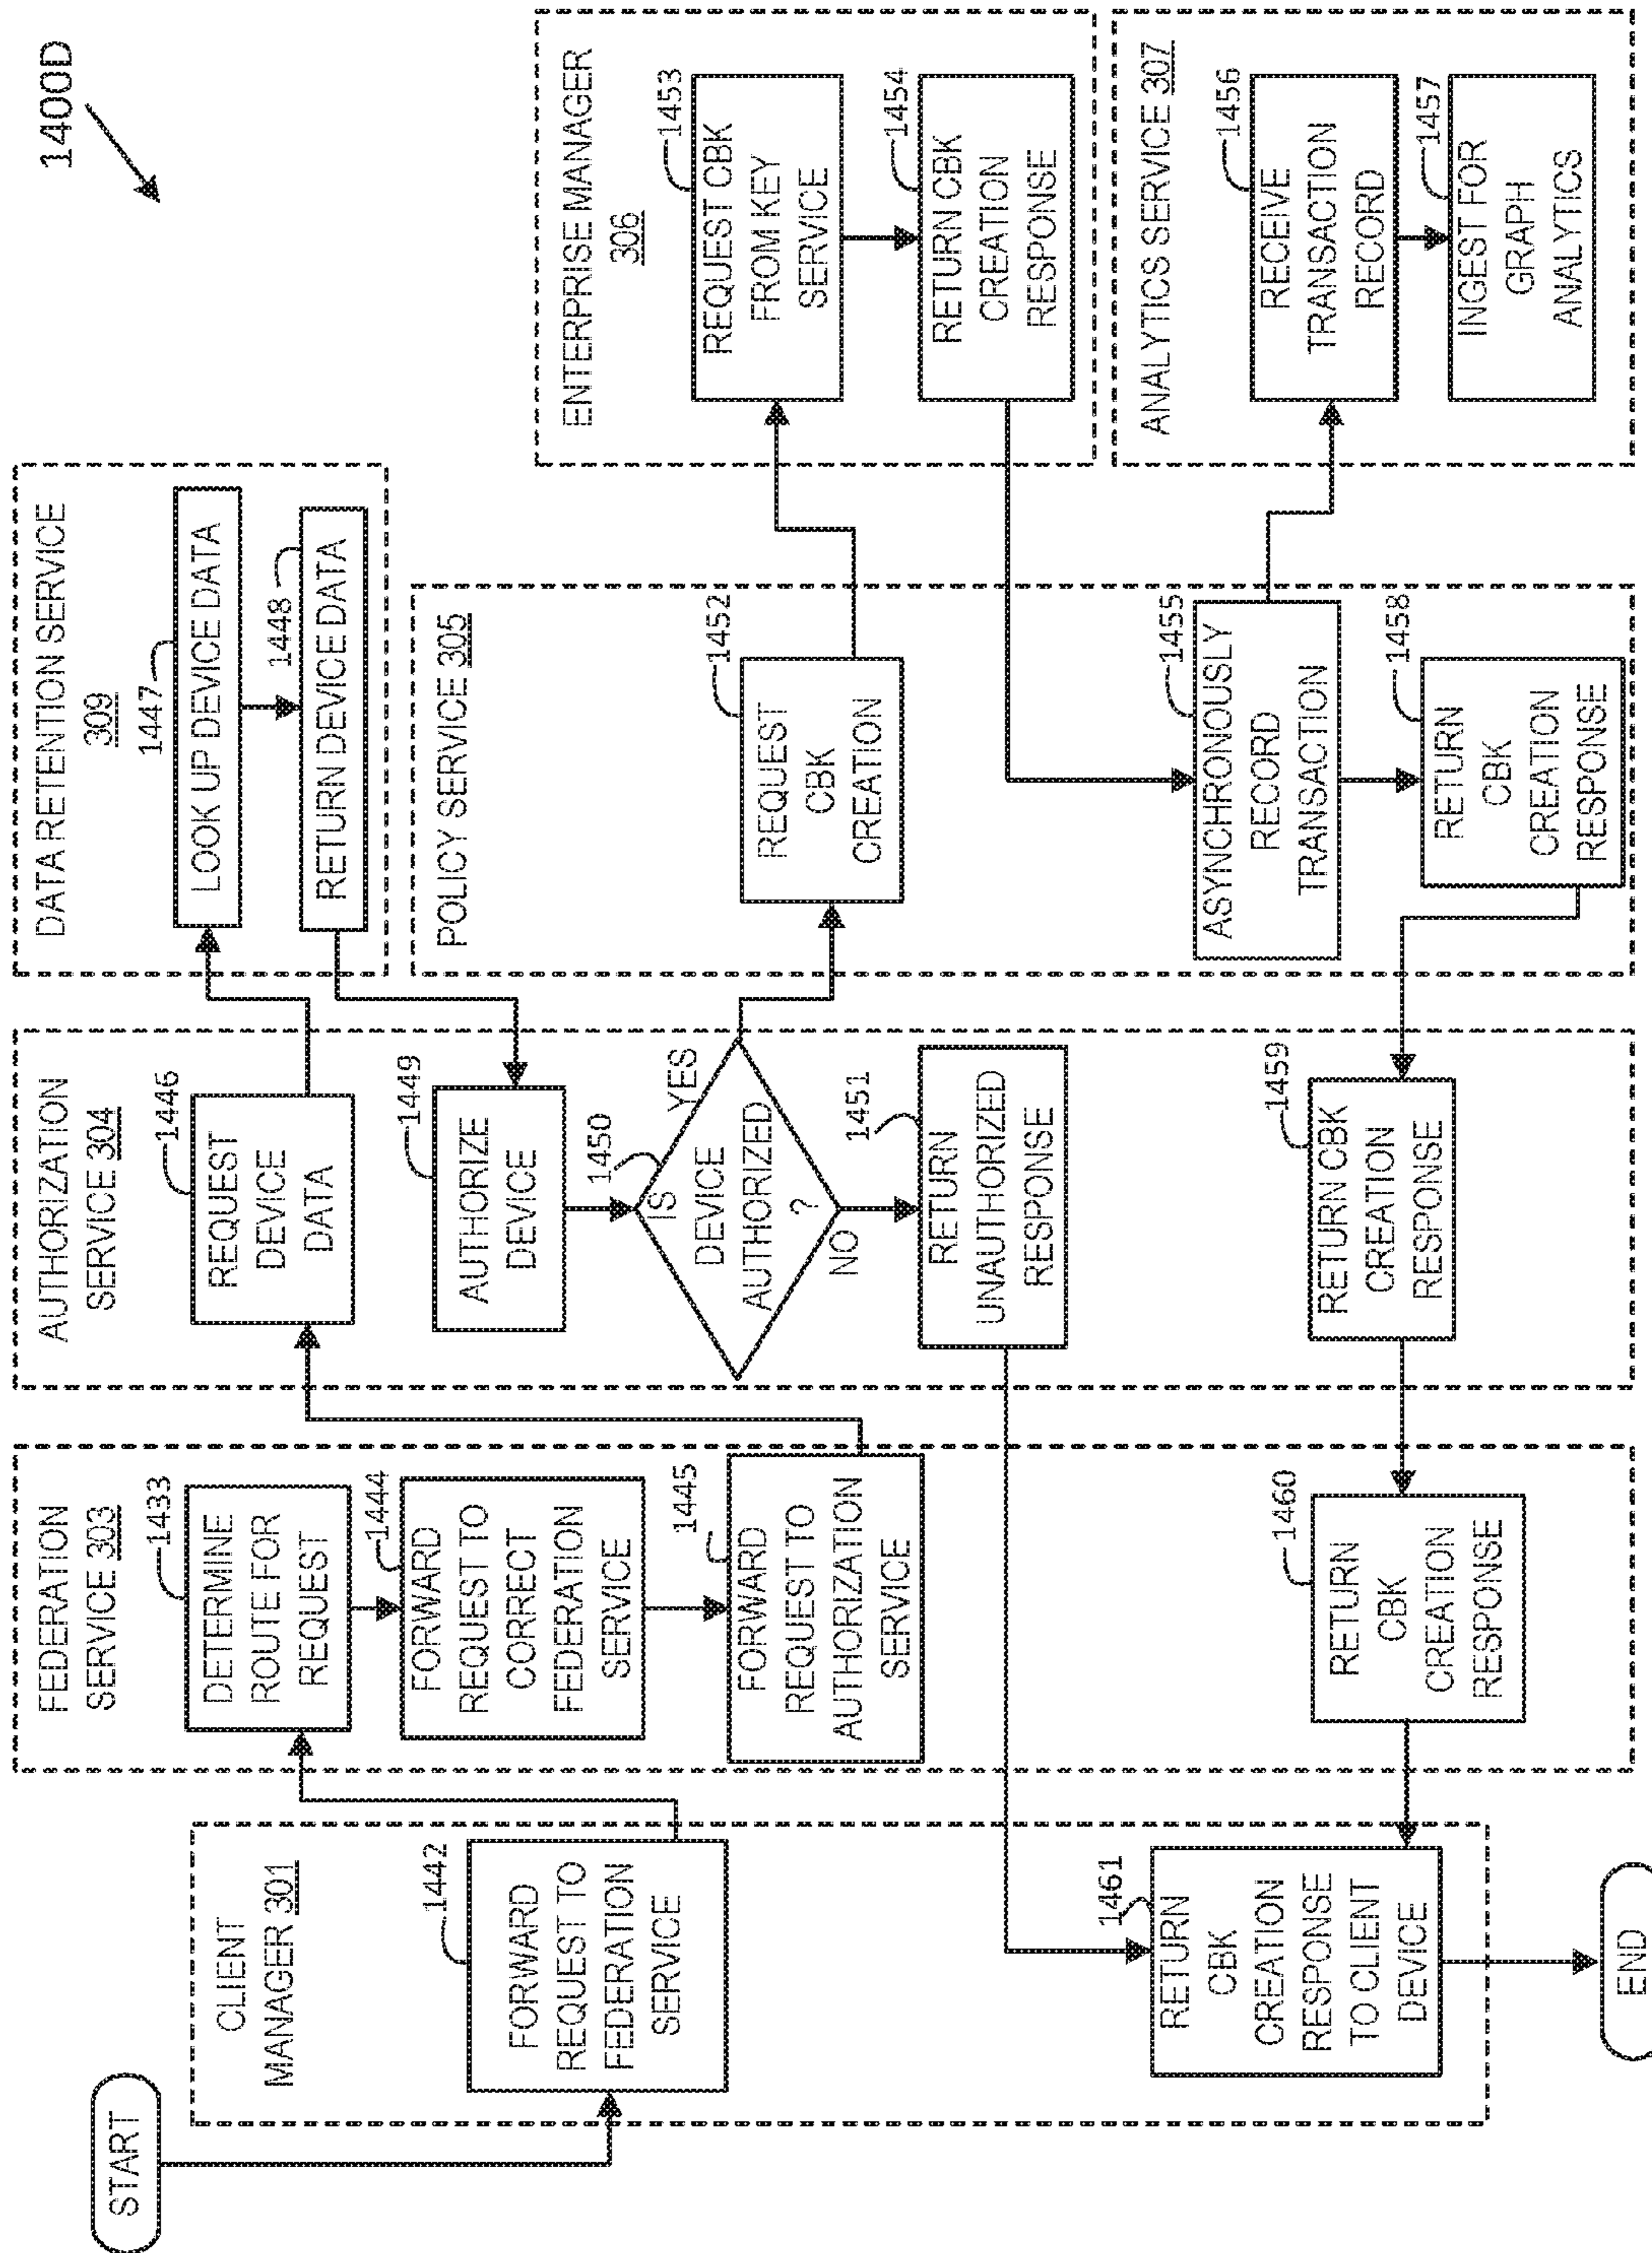 1400D
START
CLIENT
MANAGER 301
1442
FORWARD
REQUEST TO
FEDERATION
SERVICE
1461
RETURN
CBK
CREATION
RESPONSE
TO CLIENT
DEVICE
END
FEDERATION
SERVICE 303
1433
DETERMINE
ROUTE FOR
REQUEST
1444
FORWARD
REQUEST TO
CORRECT
FEDERATION
SERVICE
1445
FORWARD
REQUEST TO
AUTHORIZATION
SERVICE
1460
RETURN
CBK
CREATION
RESPONSE
AUTHORIZATION
SERVICE 304
1446
REQUEST
DEVICE
DATA
1449
AUTHORIZE
DEVICE
1450
IS
DEVICE
AUTHORIZED
?
YES
NO
1451
RETURN
UNAUTHORIZED
RESPONSE
1459
RETURN CBK
CREATION
RESPONSE
DATA RETENTION SERVICE
309
1447
LOOK UP DEVICE DATA
1448
RETURN DEVICE DATA
POLICY SERVICE 305
1452
REQUEST
CBK
CREATION
1455
ASYNCHRONOUSLY
RECORD
TRANSACTION
1458
RETURN
CBK
CREATION
RESPONSE
ENTERPRISE MANAGER
306
1453
REQUEST CBK
FROM KEY
SERVICE
1454
RETURN CBK
CREATION
RESPONSE
ANALYTICS SERVICE 307
1456
RECEIVE
TRANSACTION
RECORD
1457
INGEST FOR
GRAPH
ANALYTICS